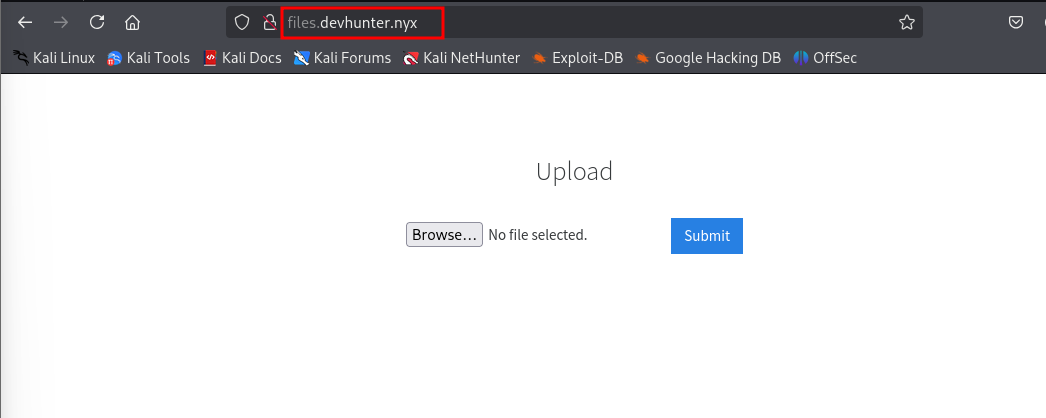 files.devhunter.nyx
Kali Linux Kali Tools Kali Docs Kali Forums Kali NetHunter Exploit-DB Google Hacking DB OffSec
Upload
Browse... No file selected. Submit